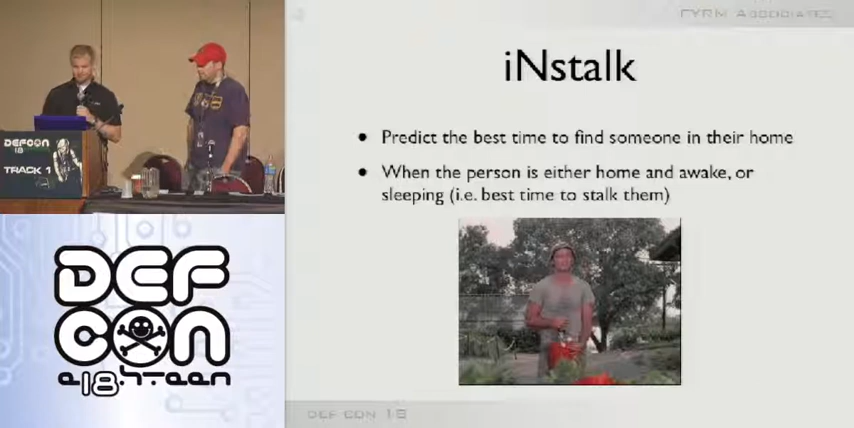 FYRM ASSOCIATES
iNstalk
• Predict the best time to find someone in their home
• When the person is either home and awake, or
sleeping (i.e. best time to stalk them)
DEFCON
18
TRACK 1
DEF
CON
e18hteen
DEF CON 18